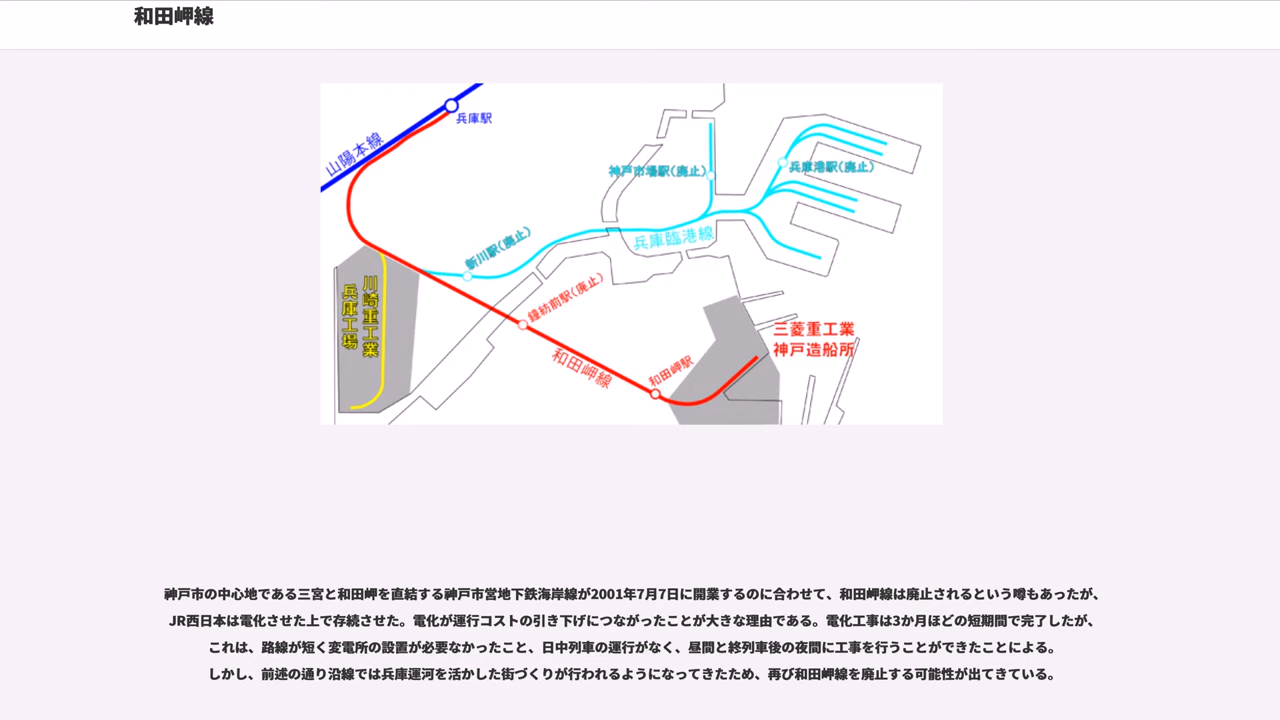 和田岬線
兵庫駅
山陽本線
神戸市場駅(廃止)
兵庫港駅(廃止)
兵庫臨港線
新川駅(廃止)
川崎重工業
兵庫工場
鐘紡前駅(廃止)
三菱重工業
神戸造船所
和田岬線
和田岬駅
神戸市の中心地である三宮と和田岬を直結する神戸市営地下鉄海岸線が2001年7月7日に開業するのに合わせて、和田岬線は廃止されるという噂もあったが、
JR西日本は電化させた上で存続させた。電化が運行コストの引き下げにつながったことが大きな理由である。電化工事は3か月ほどの短期間で完了したが、
これは、路線が短く変電所の設置が必要なかったこと、日中列車の運行がなく、昼間と終列車後の夜間に工事を行うことができたことによる。
しかし、前述の通り沿線では兵庫運河を活かした街づくりが行われるようになってきたため、再び和田岬線を廃止する可能性が出てきている。